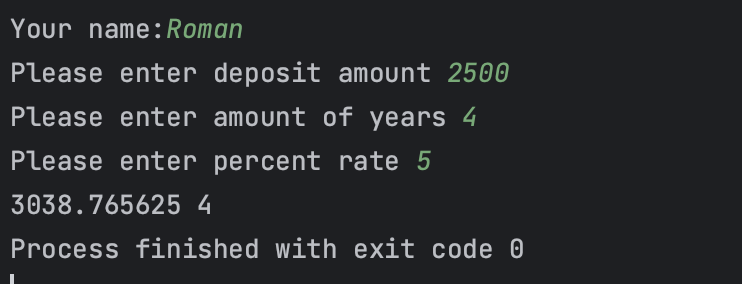 Your name:Roman
Please enter deposit amount 2500
Please enter amount of years 4
Please enter percent rate 5
3038.765625 4
Process finished with exit code 0